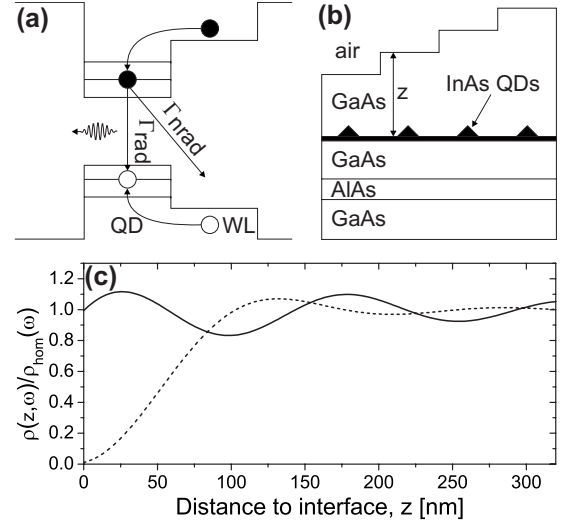 (a)
Γrad
Γnrad
QD
WL
(b)
air
z
InAs QDs
GaAs
GaAs
AlAs
GaAs
(c)
1.2
1.0
0.8
0.6
0.4
0.2
0.0
ρ(z,ω)/ρhom(ω)
0 50 100 150 200 250 300
Distance to interface, z [nm]